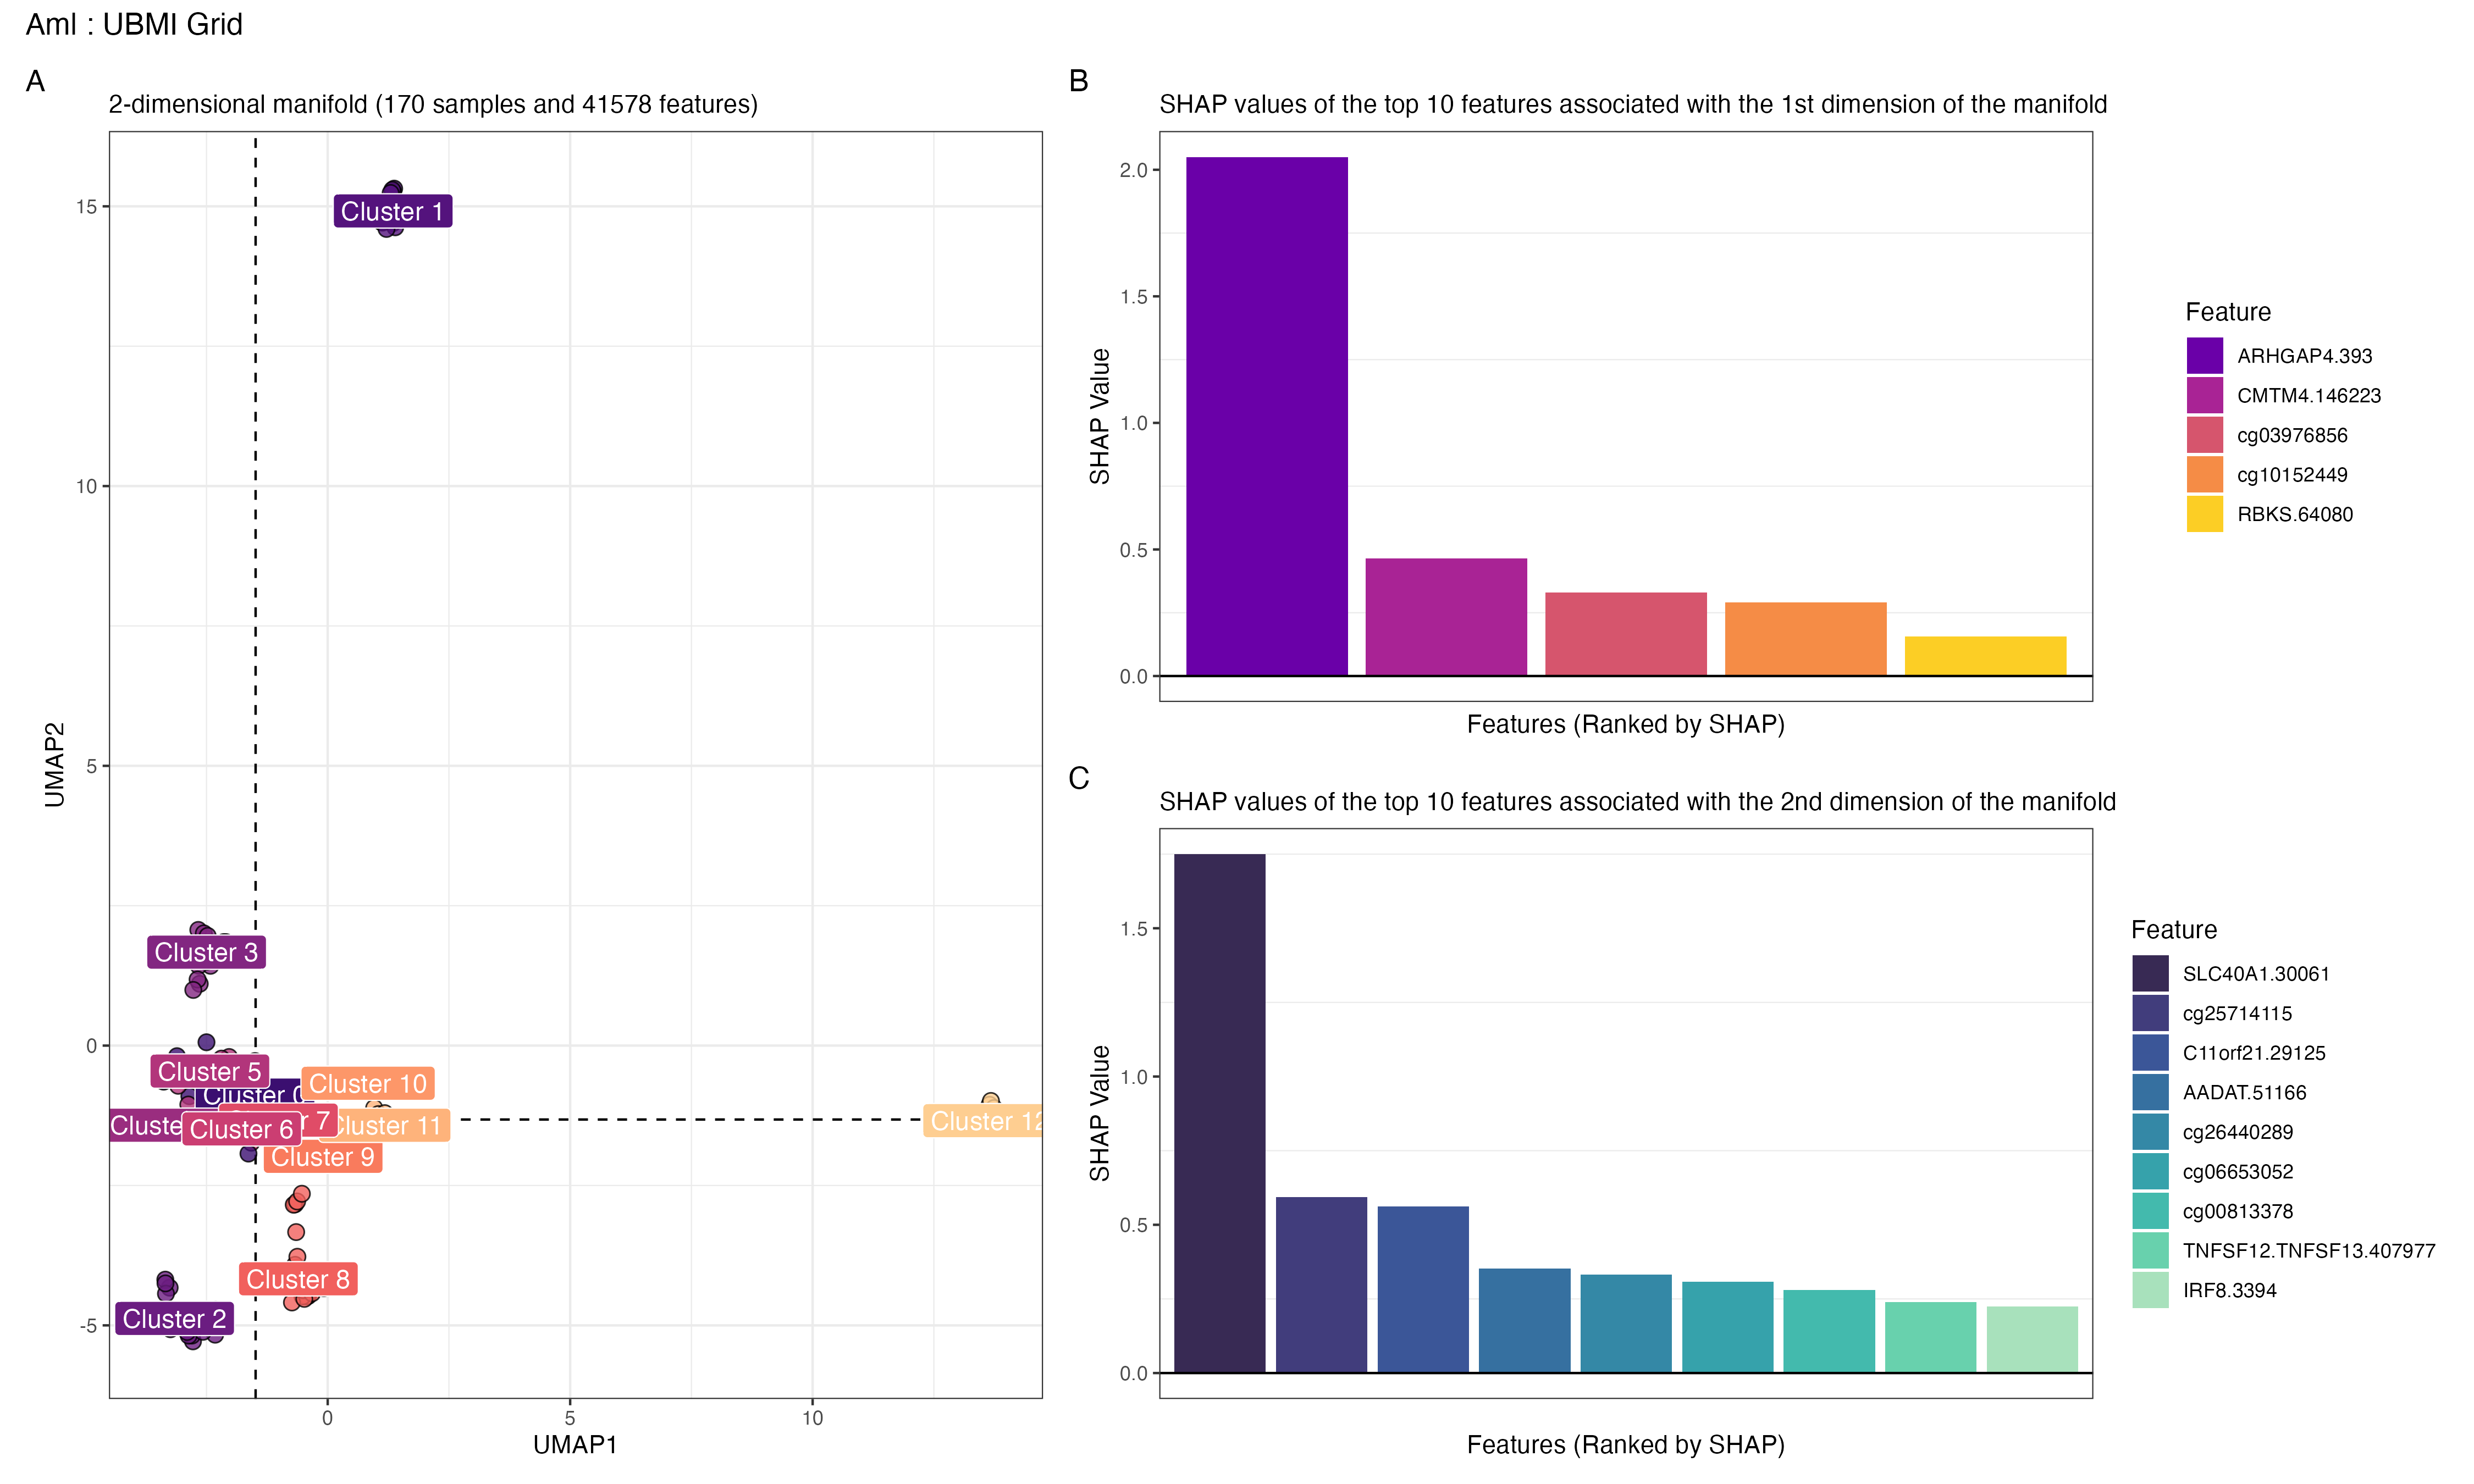 Aml : UBMI Grid
A
2-dimensional manifold (170 samples and 41578 features)
UMAP2
15
10
5
0
-5
Cluster 1
Cluster 3
Cluster 5
Cluster 0
Cluster 10
Cluster 6
7
Cluster 11
Cluster 12
Cluster 9
Cluster 8
Cluster 2
0
5
10
UMAP1
B
SHAP values of the top 10 features associated with the 1st dimension of the manifold
SHAP Value
2.0
1.5
1.0
0.5
0.0
Features (Ranked by SHAP)
Feature
ARHGAP4.393
CMTM4.146223
cg03976856
cg10152449
RBKS.64080
C
SHAP values of the top 10 features associated with the 2nd dimension of the manifold
SHAP Value
1.5
1.0
0.5
0.0
Features (Ranked by SHAP)
Feature
SLC40A1.30061
cg25714115
C11orf21.29125
AADAT.51166
cg26440289
cg06653052
cg00813378
TNFSF12.TNFSF13.407977
IRF8.3394